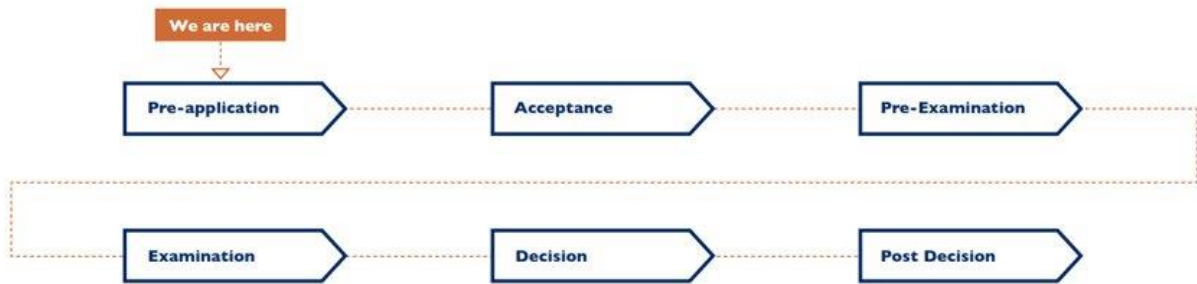 We are here
Pre-application
Acceptance
Pre-Examination
Examination
Decision
Post Decision